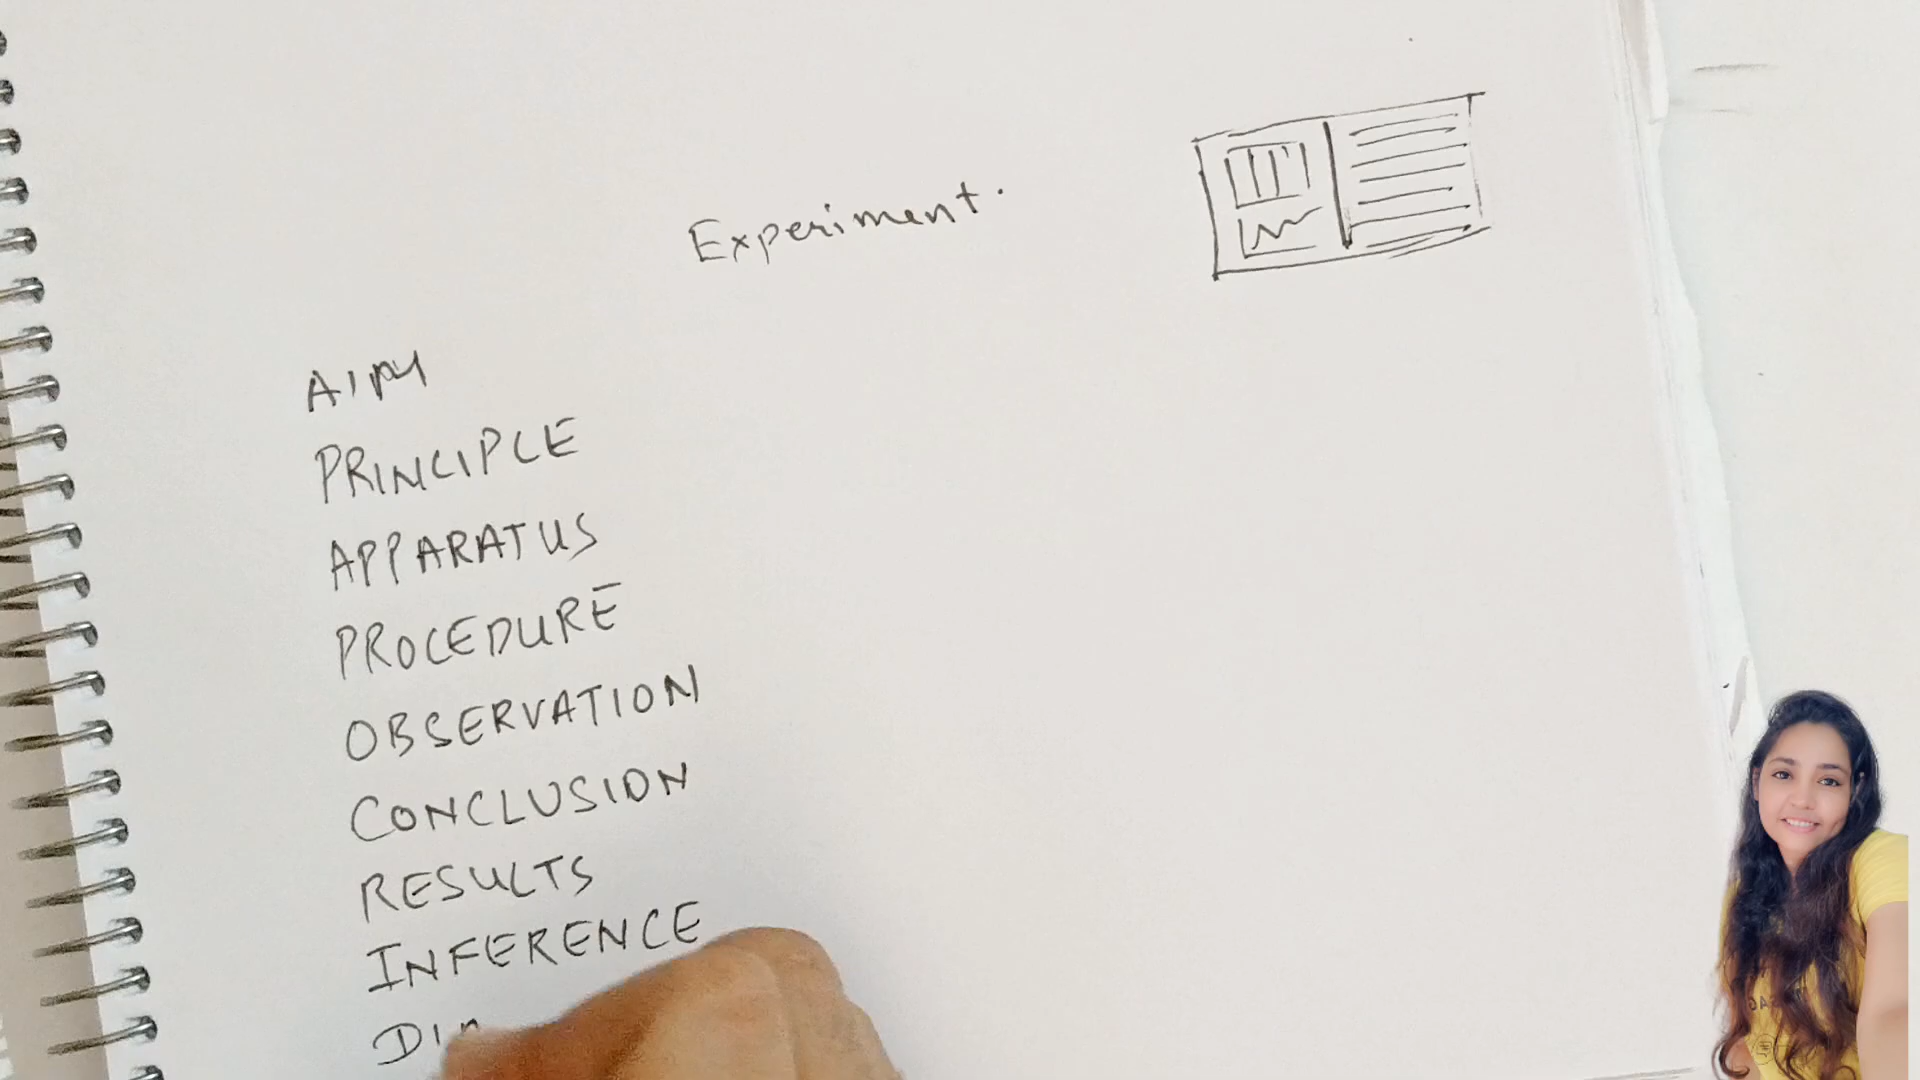 Experiment.
AIM
PRINCIPLE
APPARATUS
PROCEDURE
OBSERVATION
CONCLUSION
RESULTS
INFERENCE